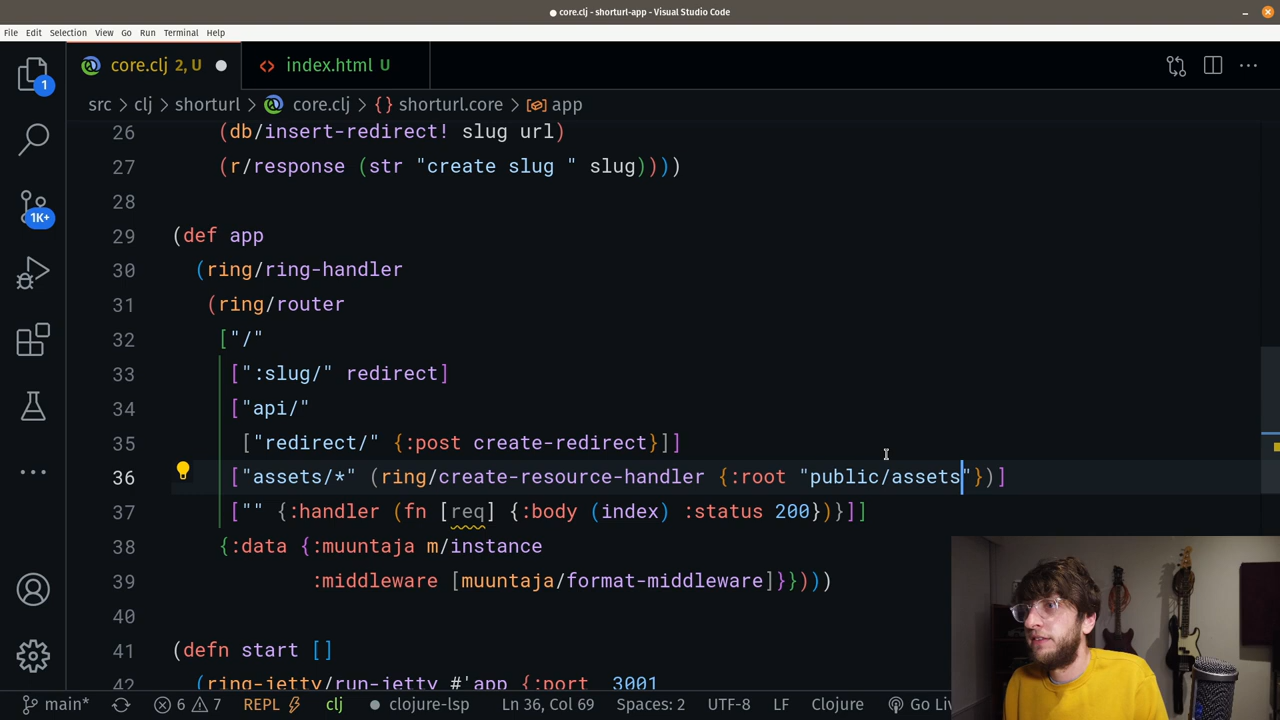 ● core.clj - shorturl-app - Visual Studio Code
File Edit Selection View Go Run Terminal Help
core.clj 2, U ●
<> index.html U
1
src > clj > shorturl > core.clj > {} shorturl.core > app
26 (db/insert-redirect! slug url)
27 (r/response (str "create slug " slug))))
28
1K+
29 (def app
30 (ring/ring-handler
31 (ring/router
32 ["/"
33 [":slug/" redirect]
34 ["api/"
35 ["redirect/" {:post create-redirect}]]
36 ["assets/*" (ring/create-resource-handler {:root "public/assets"})]
37 ["" {:handler (fn [req] {:body (index) :status 200})}]]
38 {:data {:muuntaja m/instance
39 :middleware [muuntaja/format-middleware]}})))
40
41 (defn start []
42 (ring-jetty/run-jetty #'app {:port 3001
main* 6 7 REPL clj clojure-lsp Ln 36, Col 69 Spaces: 2 UTF-8 LF Clojure Go Liv